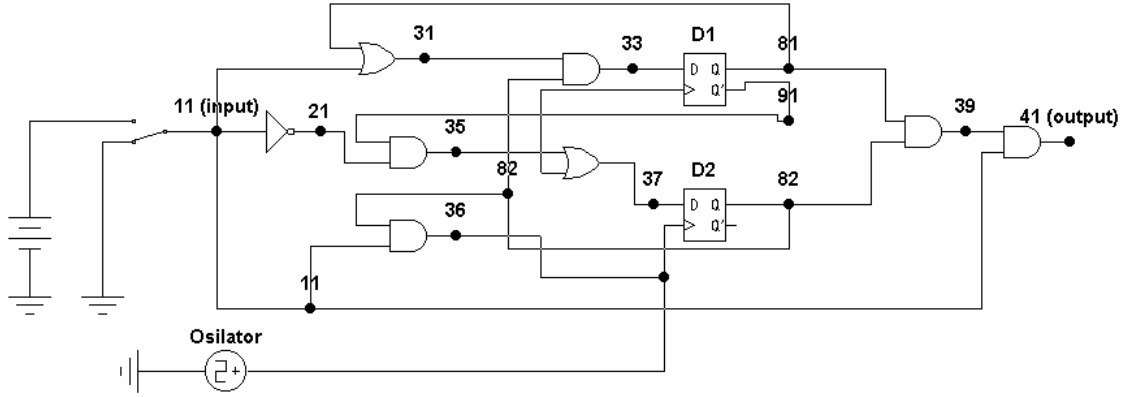 31
33
D1
81
11 (input)
21
D Q
Q'
91
35
39
41 (output)
82
37
D2
82
36
D Q
Q'
11
Osilator
2+